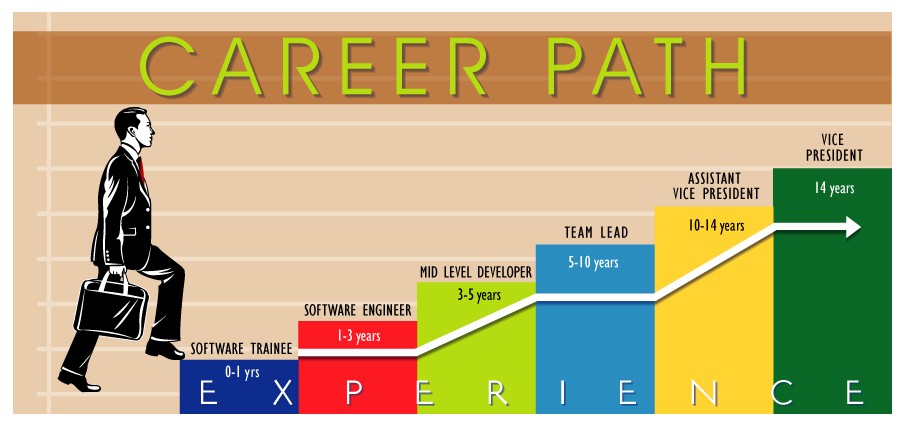 CAREER PATH
VICE
PRESIDENT
14 years
ASSISTANT
VICE PRESIDENT
10-14 years
TEAM LEAD
5-10 years
MID LEVEL DEVELOPER
3-5 years
SOFTWARE ENGINEER
1-3 years
SOFTWARE TRAINEE
0-1 yrs
EXPERIENCE